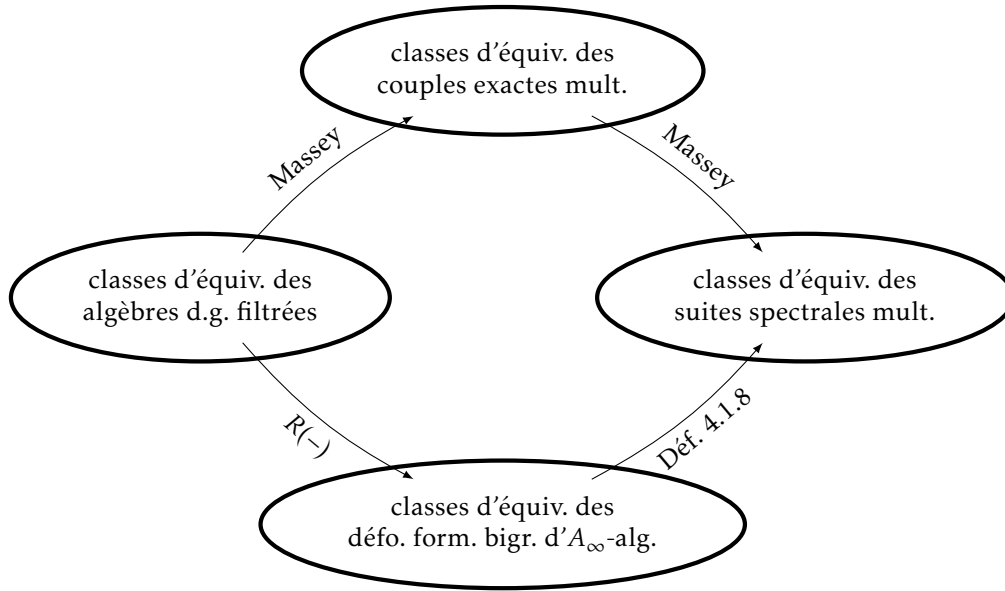 classes d'équiv. des
couples exactes mult.
Massey
Massey
classes d'équiv. des
algèbres d.g. filtrées
classes d'équiv. des
suites spectrales mult.
R(−)
Déf. 4.1.8
classes d'équiv. des
défo. form. bigr. d'A∞-alg.